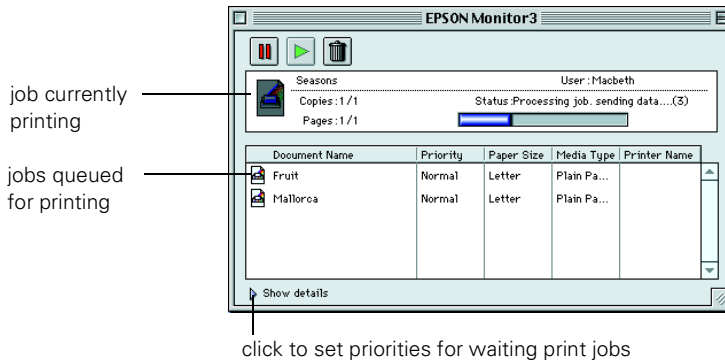 EPSON Monitor3
Seasons User : Macbeth
Copies : 1 / 1 Status :Processing job. sending data....(3)
Pages : 1 / 1
job currently
printing
Document Name Priority Paper Size Media Type Printer Name
Fruit Normal Letter Plain Pa...
Mallorca Normal Letter Plain Pa...
jobs queued
for printing
Show details
click to set priorities for waiting print jobs